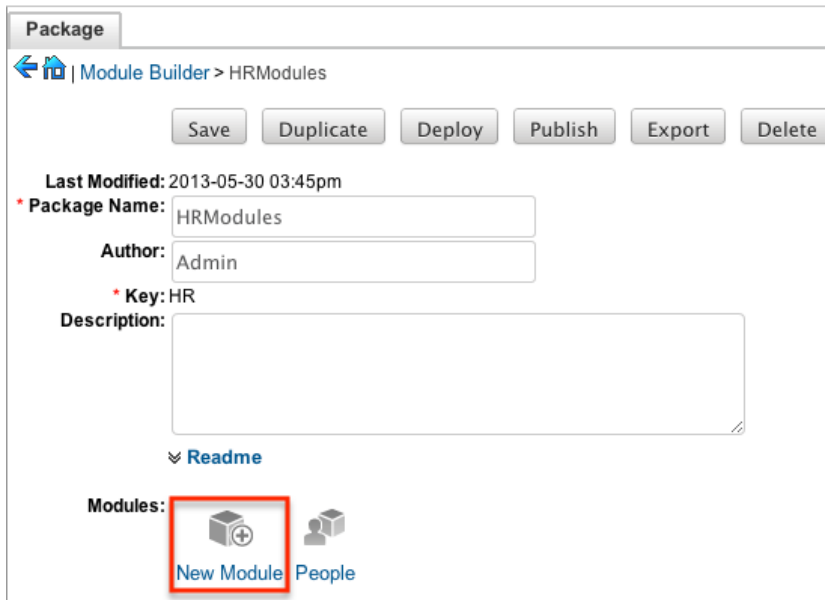 Package
| Module Builder > HRModules
Save Duplicate Deploy Publish Export Delete
Last Modified: 2013-05-30 03:45pm
* Package Name: HRModules
Author: Admin
* Key: HR
Description:
Readme
Modules:
New Module People